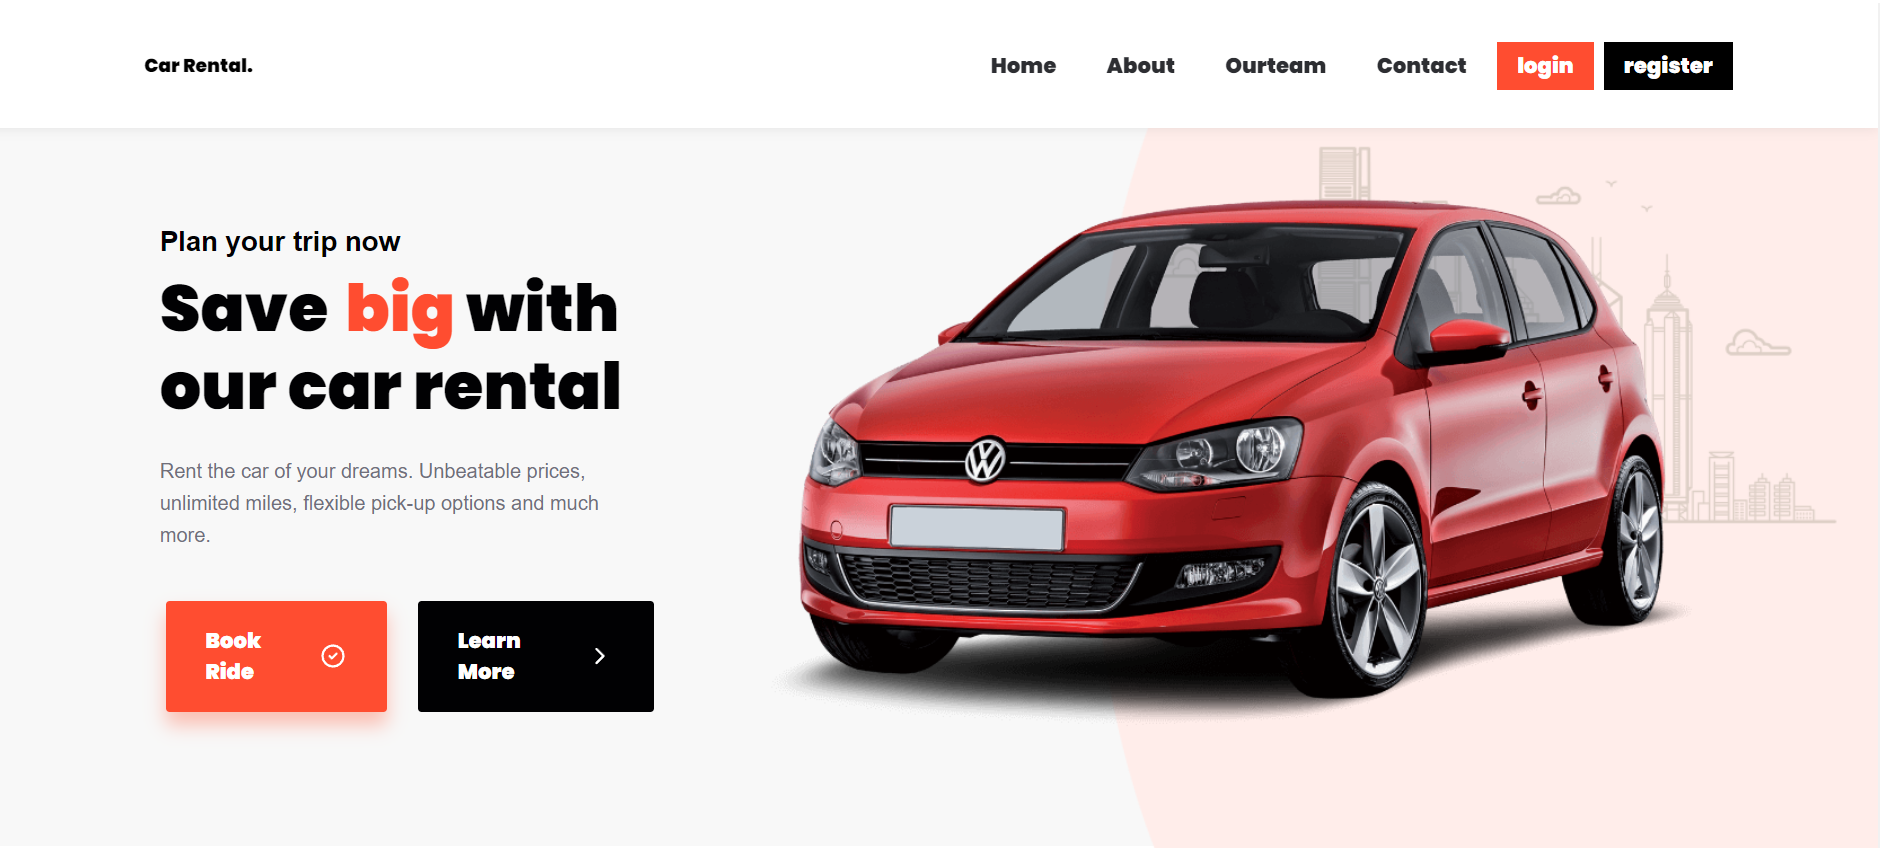 Car Rental.
Home About Ourteam Contact login register
Plan your trip now
Save big with
our car rental
Rent the car of your dreams. Unbeatable prices,
unlimited miles, flexible pick-up options and much
more.
Book
Ride
Learn
More